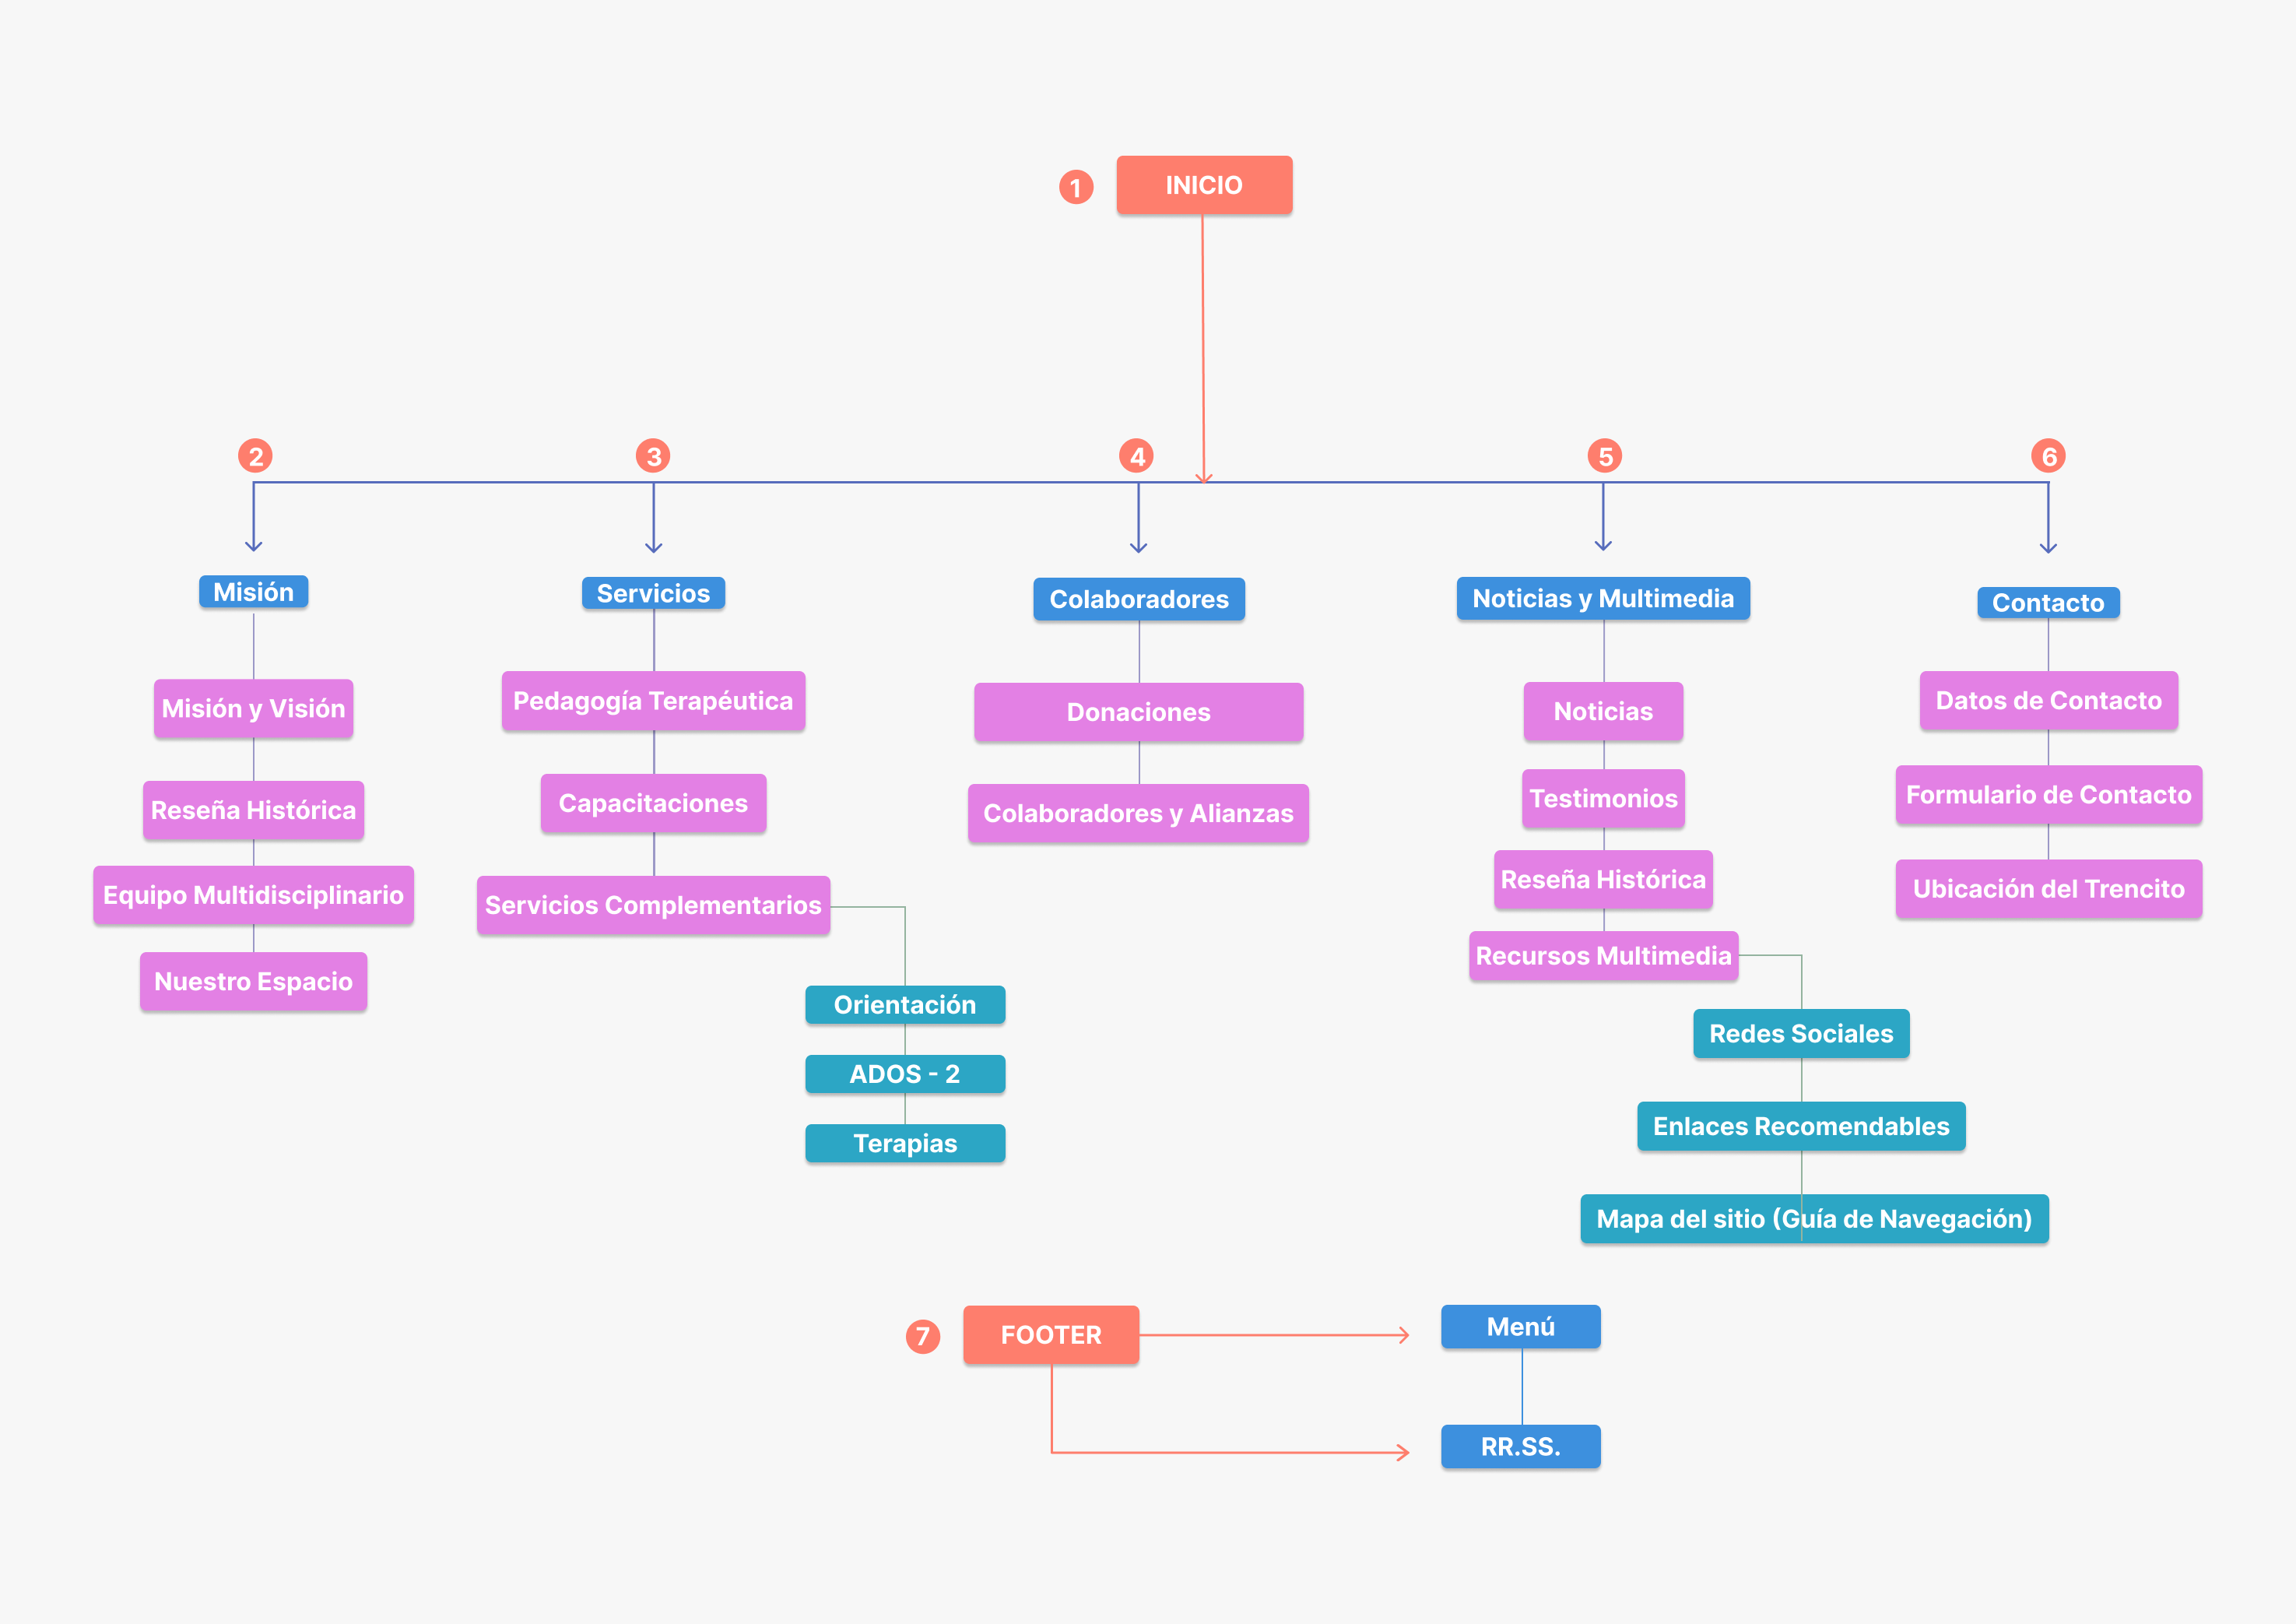 1
INICIO
2
3
4
5
6
Misión
Misión y Visión
Reseña Histórica
Equipo Multidisciplinario
Nuestro Espacio
Servicios
Pedagogía Terapéutica
Capacitaciones
Servicios Complementarios
Orientación
ADOS - 2
Terapias
Colaboradores
Donaciones
Colaboradores y Alianzas
Noticias y Multimedia
Noticias
Testimonios
Reseña Histórica
Recursos Multimedia
Redes Sociales
Enlaces Recomendables
Mapa del sitio (Guía de Navegación)
Contacto
Datos de Contacto
Formulario de Contacto
Ubicación del Trencito
7
FOOTER
Menú
RR.SS.